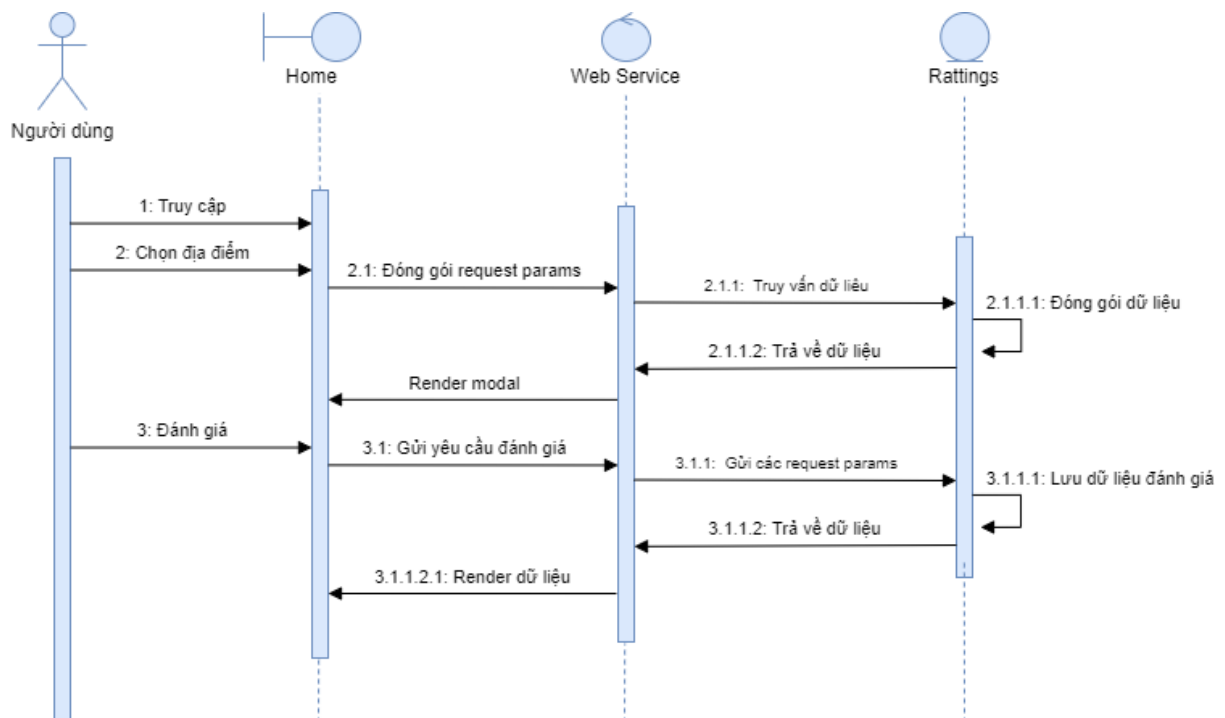 Home
Web Service
Rattings
Người dùng
1: Truy cập
2: Chọn địa điểm
2.1: Đóng gói request params
2.1.1: Truy vấn dữ liêu
2.1.1.1: Đóng gói dữ liệu
2.1.1.2: Trả về dữ liệu
Render modal
3: Đánh giá
3.1: Gửi yêu cầu đánh giá
3.1.1: Gửi các request params
3.1.1.1: Lưu dữ liệu đánh giá
3.1.1.2: Trả về dữ liệu
3.1.1.2.1: Render dữ liệu